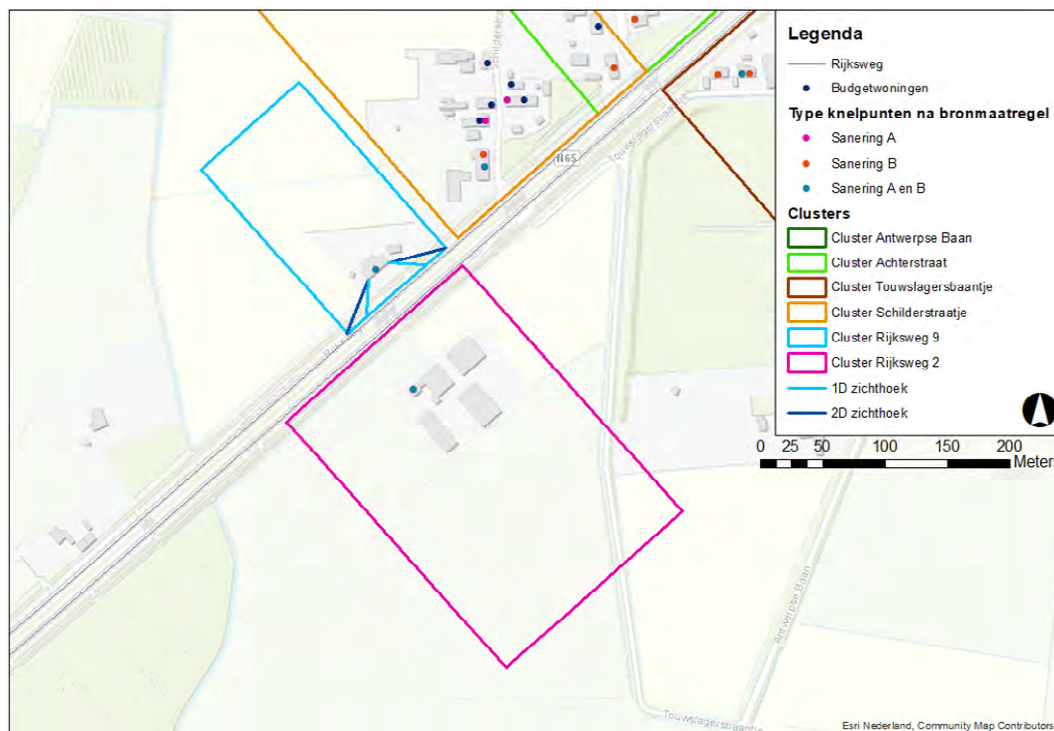 Legenda
Rijksweg
Budgetwoningen
Type knelpunten na bronmaatregel
Sanering A
Sanering B
Sanering A en B
Clusters
Cluster Antwerpse Baan
Cluster Achterstraat
Cluster Touwslagersbaantje
Cluster Schilderstraatje
Cluster Rijksweg 9
Cluster Rijksweg 2
1D zichthoek
2D zichthoek
0 25 50 100 150 200
Meters
N65
Antwerpse Baan
Touwslagersbaantje
Esri Nederland, Community Map Contributors